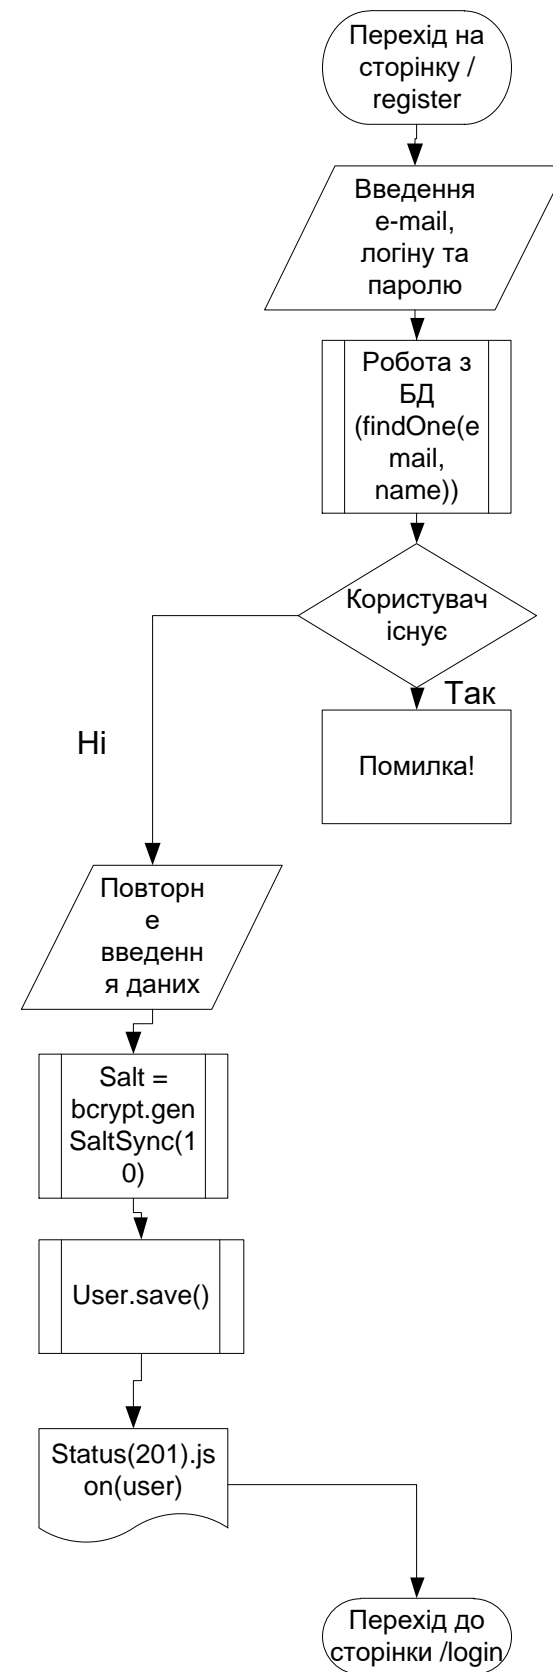 Перехід на
сторінку /
register
Введення
e-mail,
логіну та
паролю
Робота з
БД
(findOne(e
mail,
name))
Користувач
існує
Так
Ні
Помилка!
Повторн
е
введенн
я даних
Salt =
bcrypt.gen
SaltSync(1
0)
User.save()
Status(201).js
on(user)
Перехід до
сторінки /login